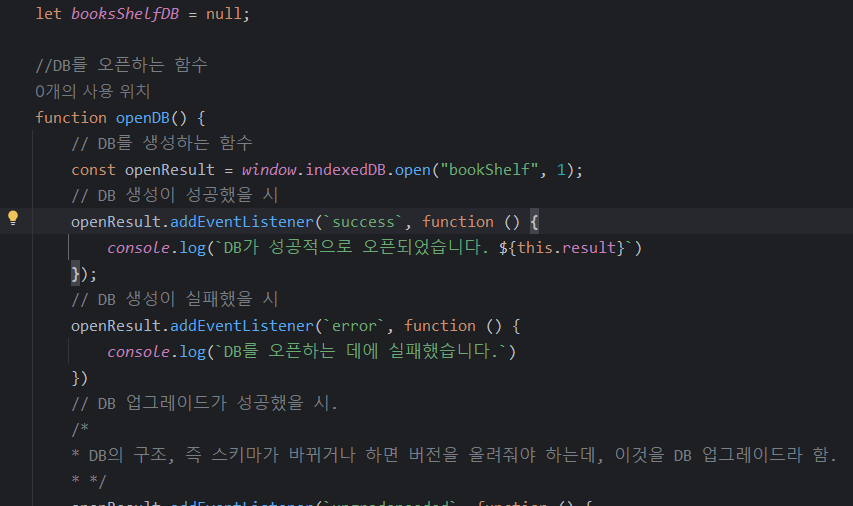 let booksShelfDB = null;
//DB를 오픈하는 함수
0개의 사용 위치
function openDB() {
// DB를 생성하는 함수
const openResult = window.indexedDB.open("bookShelf", 1);
// DB 생성이 성공했을 시
openResult.addEventListener(`success`, function () {
console.log(`DB가 성공적으로 오픈되었습니다. ${this.result}`)
});
// DB 생성이 실패했을 시
openResult.addEventListener(`error`, function () {
console.log(`DB를 오픈하는 데에 실패했습니다.`)
})
// DB 업그레이드가 성공했을 시.
/*
* DB의 구조, 즉 스키마가 바뀌거나 하면 버전을 올려줘야 하는데, 이것을 DB 업그레이드라 함.
* */
openResult.addEventListener(`upgradeneeded`, function () {